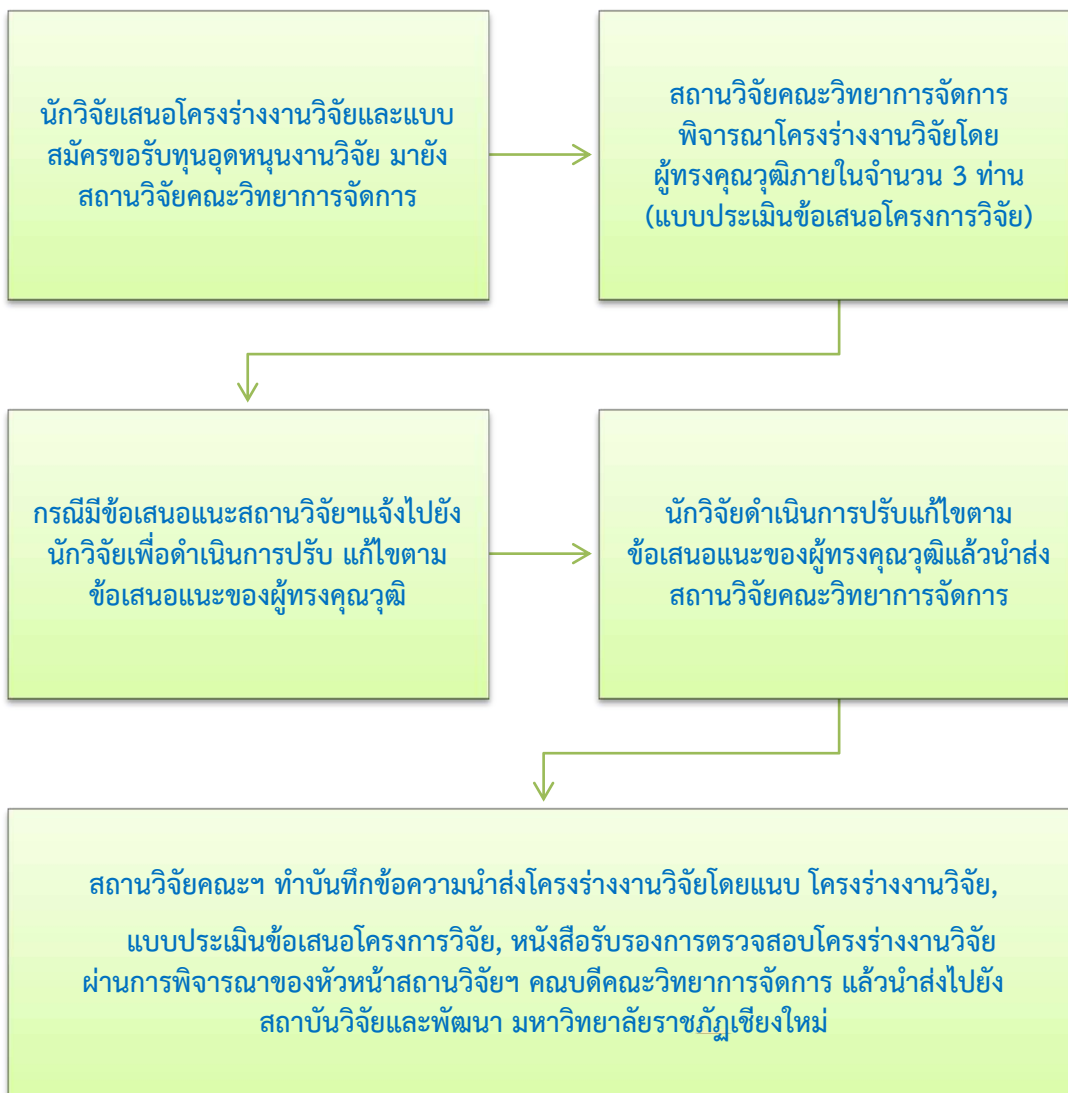 นักวิจัยเสนอโครงร่างงานวิจัยและแบบ
สมัครขอรับทุนอุดหนุนงานวิจัย มายัง
สถานวิจัยคณะวิทยาการจัดการ
สถานวิจัยคณะวิทยาการจัดการ
พิจารณาโครงร่างงานวิจัยโดย
ผู้ทรงคุณวุฒิภายในจำนวน 3 ท่าน
(แบบประเมินข้อเสนอโครงการวิจัย)
กรณีมีข้อเสนอแนะสถานวิจัยฯแจ้งไปยัง
นักวิจัยเพื่อดำเนินการปรับ แก้ไขตาม
ข้อเสนอแนะของผู้ทรงคุณวุฒิ
นักวิจัยดำเนินการปรับแก้ไขตาม
ข้อเสนอแนะของผู้ทรงคุณวุฒิแล้วนำส่ง
สถานวิจัยคณะวิทยาการจัดการ
สถานวิจัยคณะฯ ทำบันทึกข้อความนำส่งโครงร่างงานวิจัยโดยแนบ โครงร่างงานวิจัย,
แบบประเมินข้อเสนอโครงการวิจัย, หนังสือรับรองการตรวจสอบโครงร่างงานวิจัย
ผ่านการพิจารณาของหัวหน้าสถานวิจัยฯ คณบดีคณะวิทยาการจัดการ แล้วนำส่งไปยัง
สถาบันวิจัยและพัฒนา มหาวิทยาลัยราชภัฏเชียงใหม่